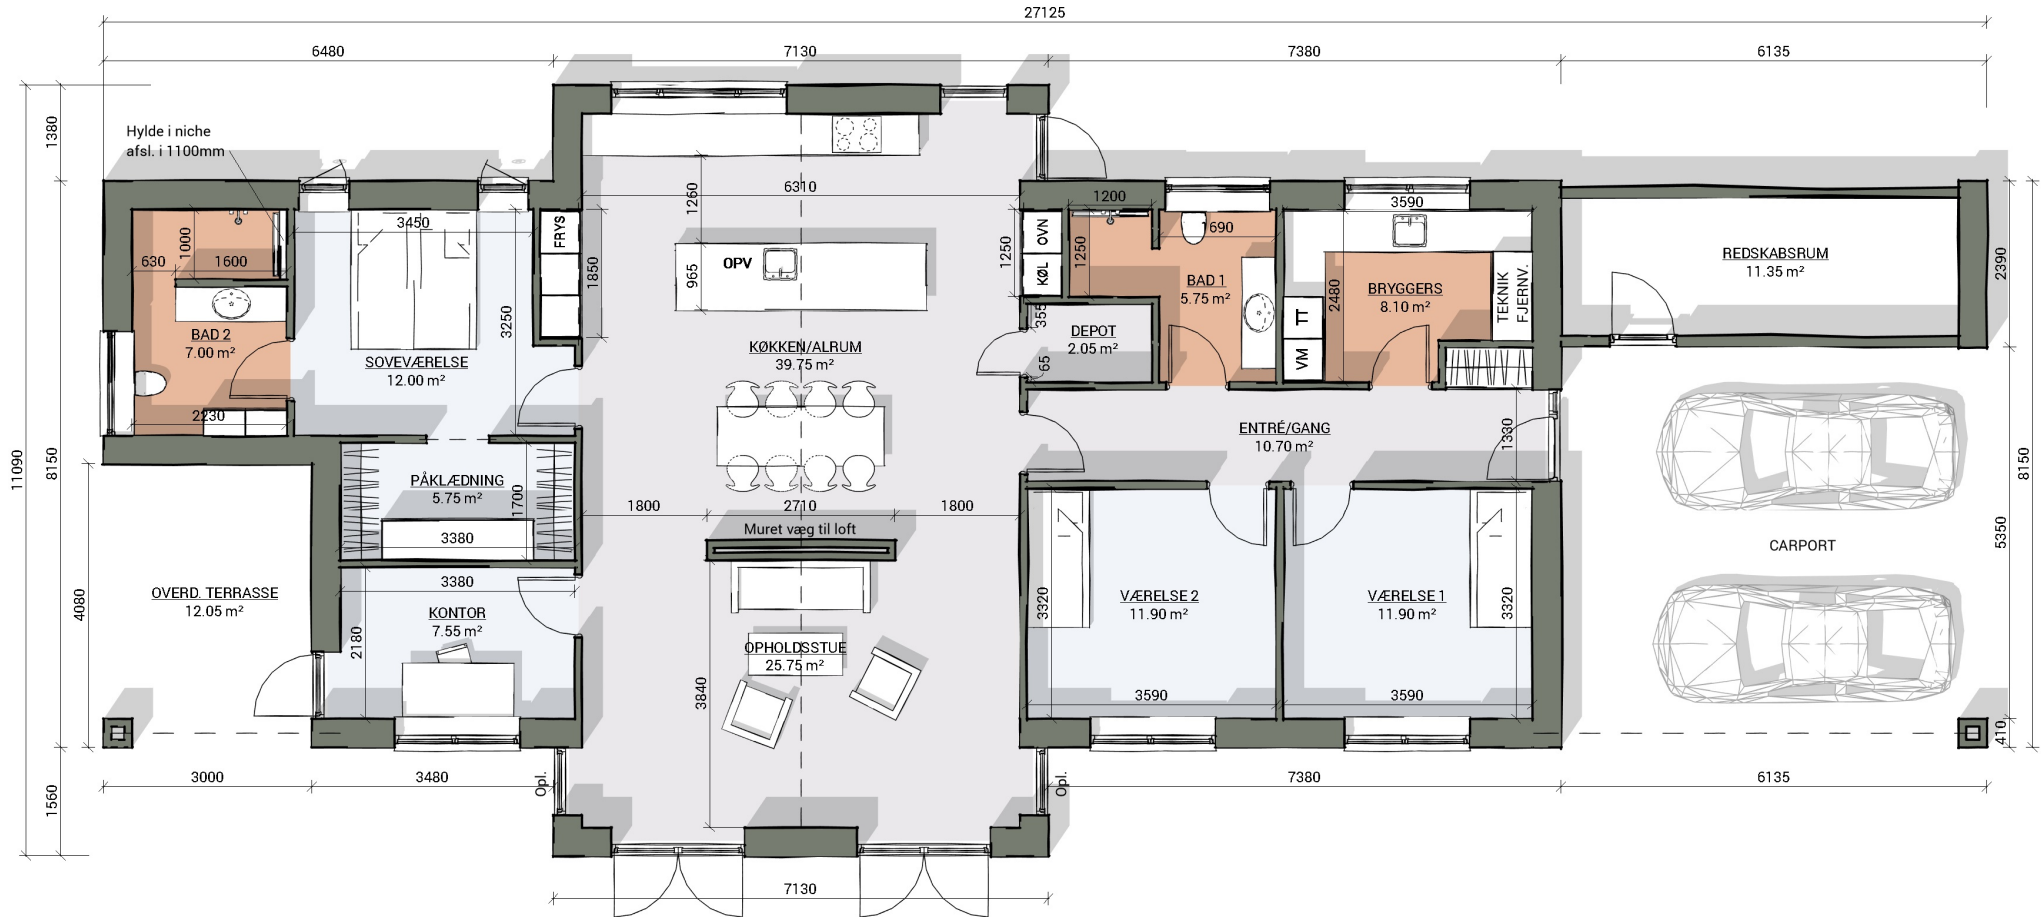 27125
6480
7130
7380
6135
1380
Hylde i niche
afsl. i 1100mm
11090
8150
4080
1560
1000
630
1600
BAD 2
7.00 m²
2230
3450
3250
SOVEVÆRELSE
12.00 m²
FRYS
1850
1260
6310
OPV
965
KØKKEN/ALRUM
39.75 m²
1250
OVN
KØL
1200
1250
355
DEPOT
2.05 m²
65
690
BAD 1
5.75 m²
3590
2480
BRYGGERS
8.10 m²
TT
VM
TEKNIK
FJERNV.
REDSKABSRUM
11.35 m²
2390
8150
5350
410
ENTRÉ/GANG
10.70 m²
1330
PÅKLÆDNING
5.75 m²
1700
3380
1800
2710
1800
Muret væg til loft
CARPORT
OVERD. TERRASSE
12.05 m²
3380
KONTOR
7.55 m²
2180
OPHOLDSSTUE
25.75 m²
3840
3320
VÆRELSE 2
11.90 m²
3590
VÆRELSE 1
11.90 m²
3320
3590
3000
3480
Opl.
Opl.
7380
6135
7130